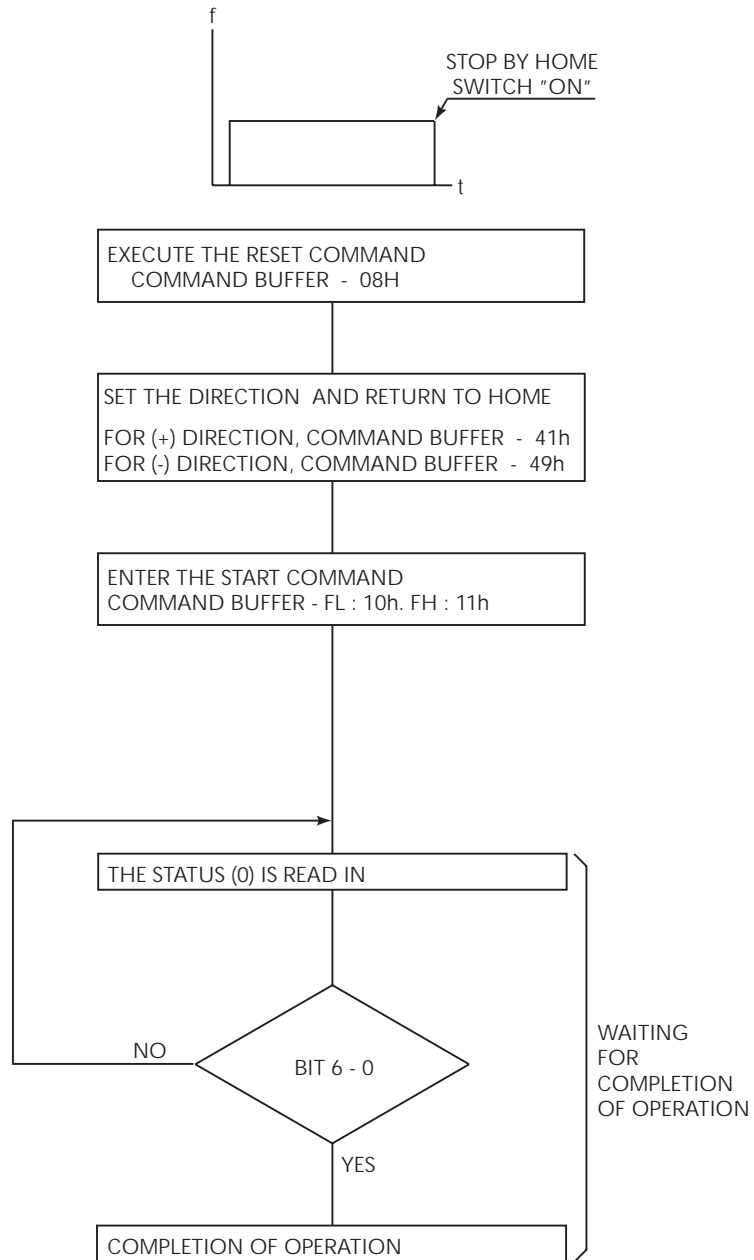 f
STOP BY HOME
SWITCH "ON"
t
EXECUTE THE RESET COMMAND
COMMAND BUFFER - 08H
SET THE DIRECTION AND RETURN TO HOME
FOR (+) DIRECTION, COMMAND BUFFER - 41h
FOR (-) DIRECTION, COMMAND BUFFER - 49h
ENTER THE START COMMAND
COMMAND BUFFER - FL : 10h. FH : 11h
THE STATUS (0) IS READ IN
NO
BIT 6 - 0
WAITING
FOR
COMPLETION
OF OPERATION
YES
COMPLETION OF OPERATION